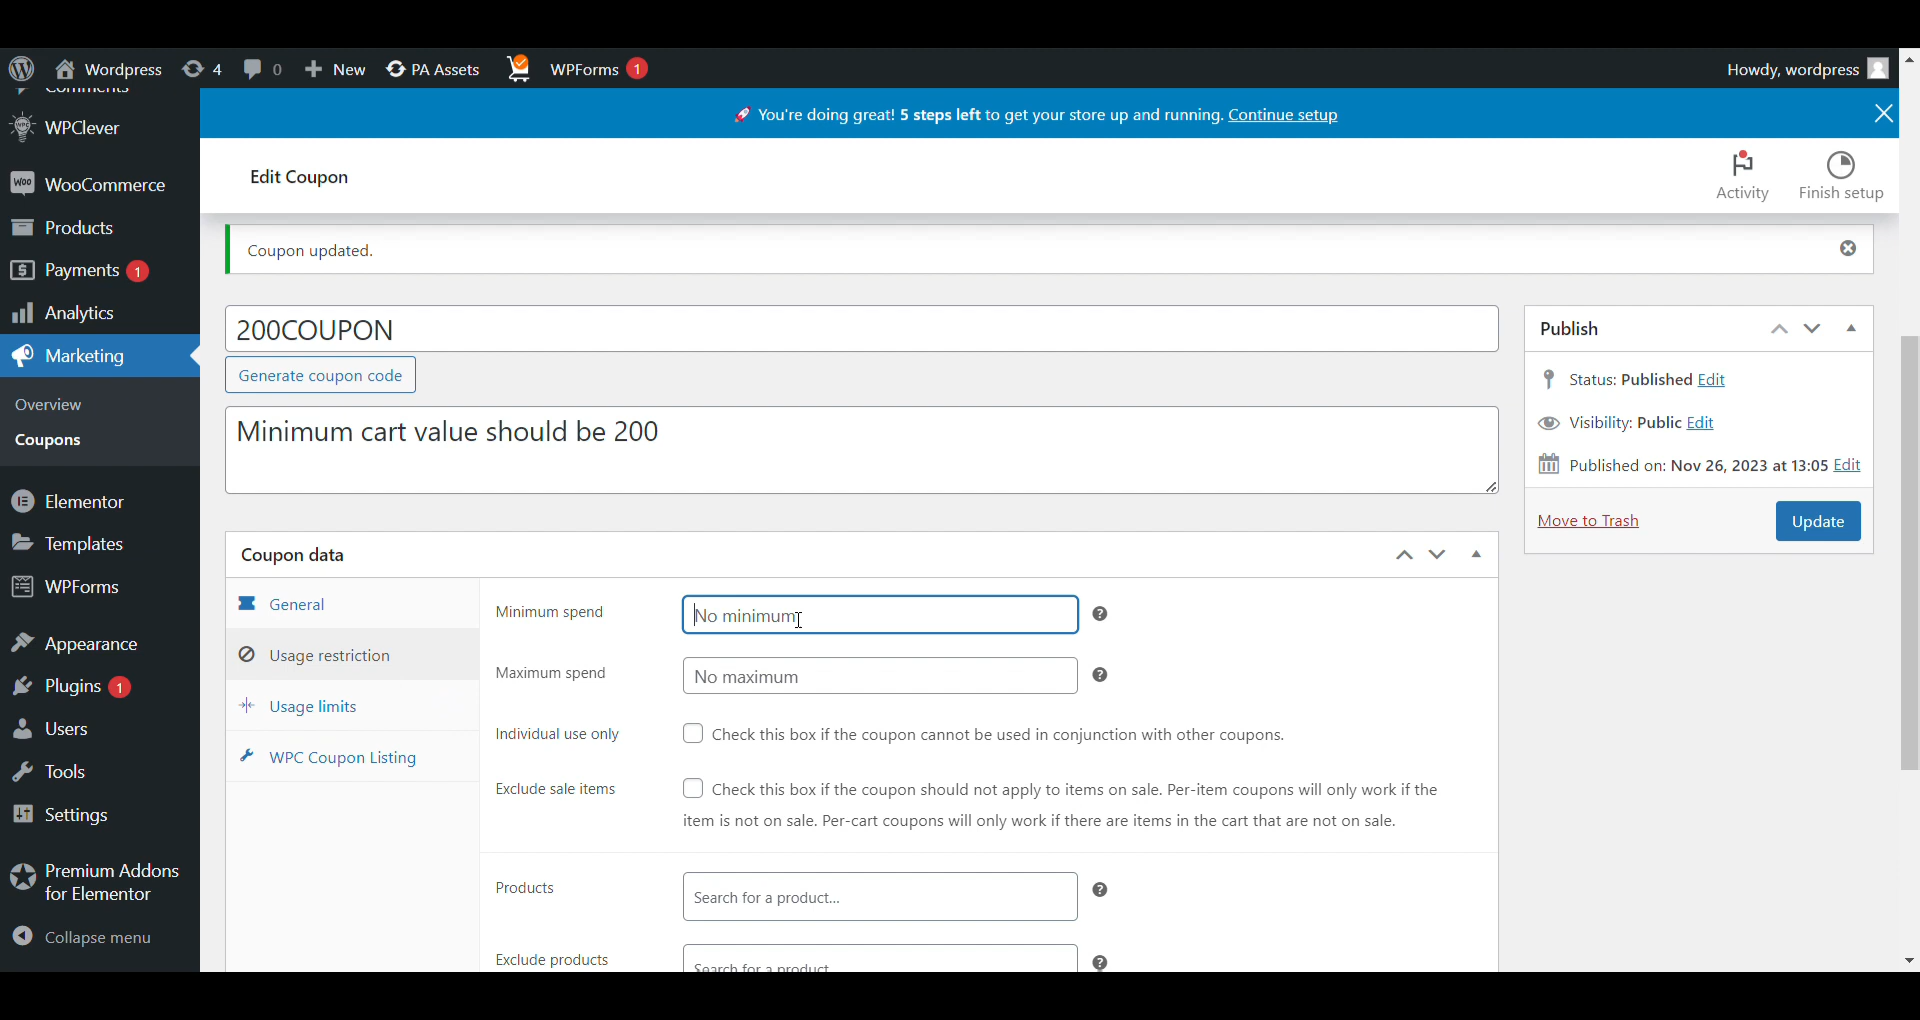 Wordpress 4 0 New PA Assets WPForms 1 Howdy, wordpress
Comments
WPClever
WooCommerce
Products
Payments 1
Analytics
Marketing
Overview
Coupons
Elementor
Templates
WPForms
Appearance
Plugins 1
Users
Tools
Settings
Premium Addons
for Elementor
Collapse menu
You're doing great! 5 steps left to get your store up and running. Continue setup
Edit Coupon
Activity
Finish setup
Coupon updated.
200COUPON
Generate coupon code
Minimum cart value should be 200
Publish
Status: Published Edit
Visibility: Public Edit
Published on: Nov 26, 2023 at 13:05 Edit
Move to Trash
Update
Coupon data
General
Usage restriction
Usage limits
WPC Coupon Listing
Minimum spend
No minimum
Maximum spend
No maximum
Individual use only
Check this box if the coupon cannot be used in conjunction with other coupons.
Exclude sale items
Check this box if the coupon should not apply to items on sale. Per-item coupons will only work if the
item is not on sale. Per-cart coupons will only work if there are items in the cart that are not on sale.
Products
Search for a product...
Exclude products
Search for a product